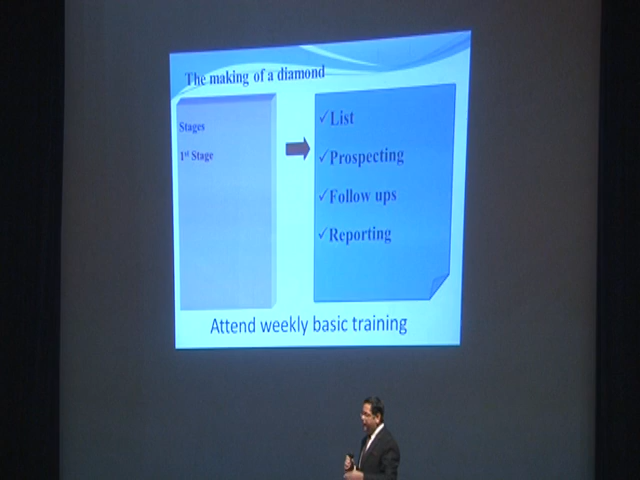 The making of a diamond
Stages
1st Stage
✓List
✓Prospecting
✓Follow ups
✓Reporting
Attend weekly basic training